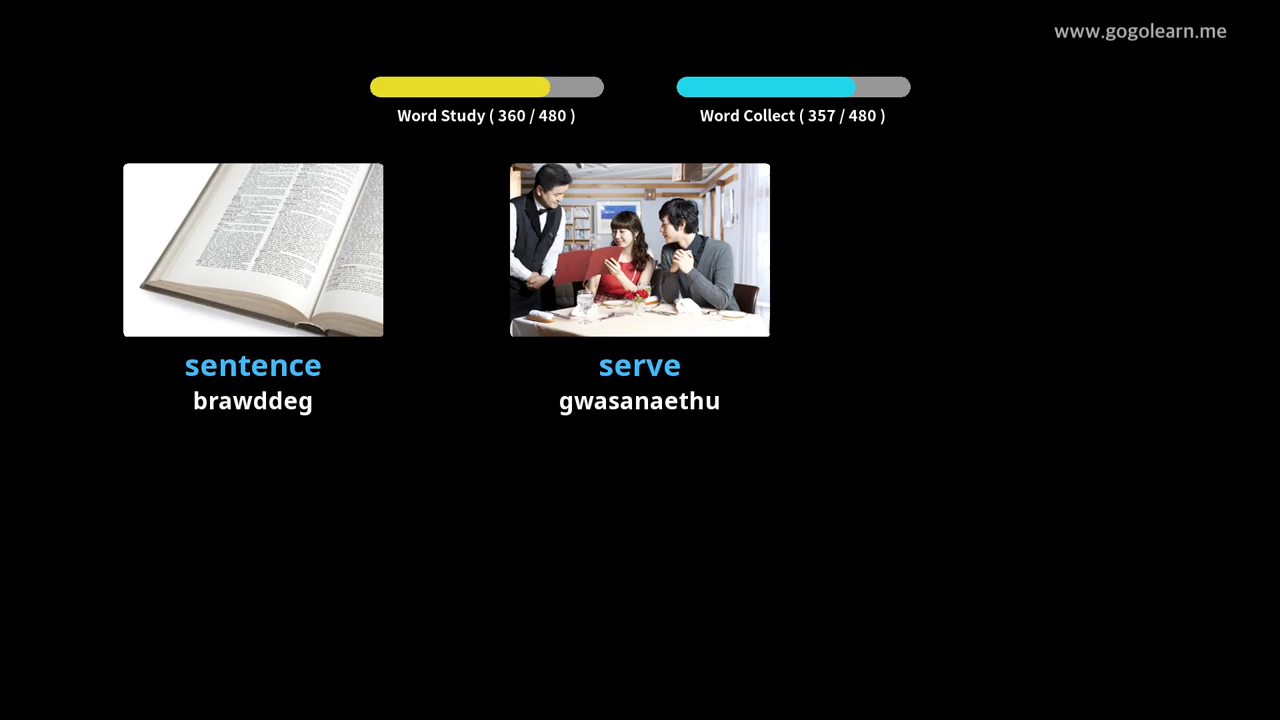 www.gogolearn.me
Word Study ( 360 / 480 )
Word Collect ( 357 / 480 )
sentence
brawddeg
serve
gwasanaethu